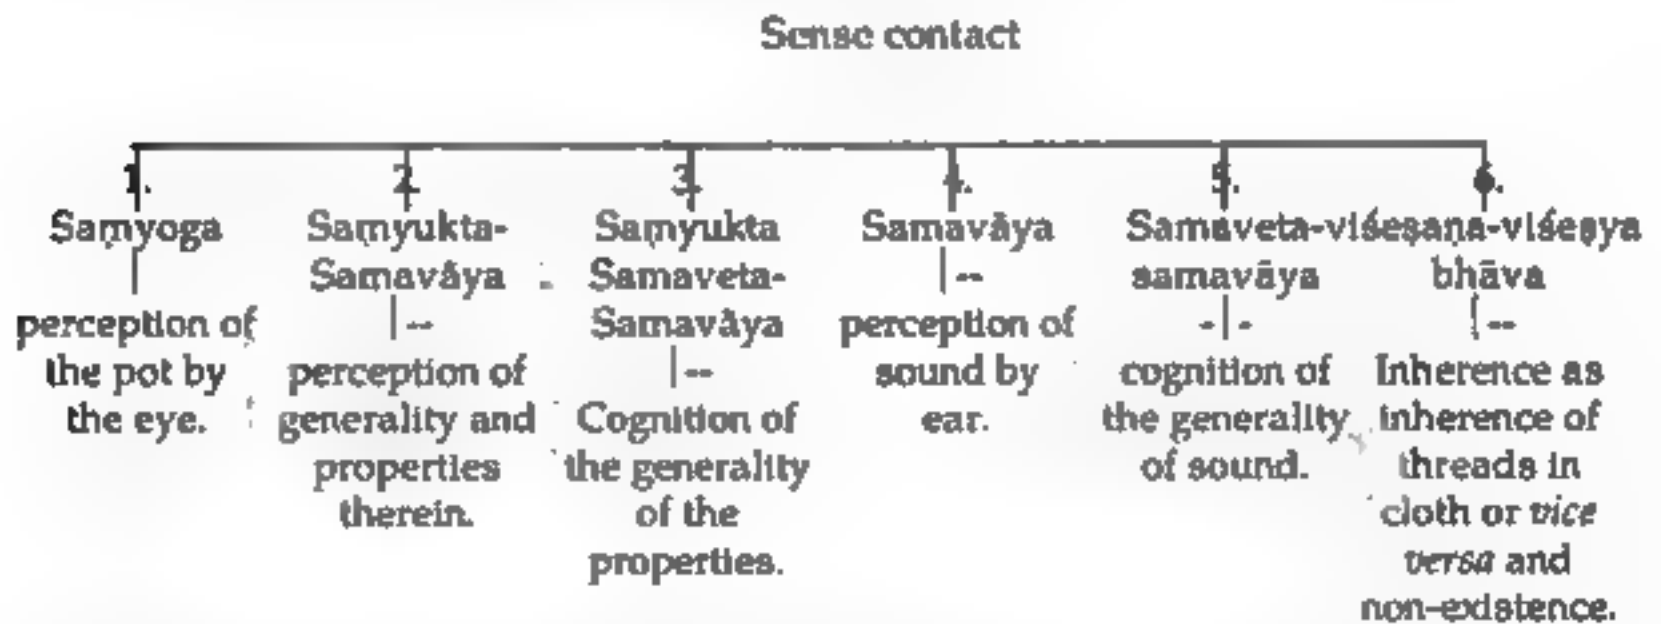 Sense contact
1.
Saṃyoga
perception of
the pot by
the eye.
2.
Saṃyukta-
Samavāya
perception of
generality and
properties
therein.
3.
Saṃyukta
Samaveta-
Samavāya
Cognition of
the generality
of the
properties.
4.
Samavāya
perception of
sound by
ear.
5.
Samaveta-
samavāya
cognition of
the generality
of sound.
6.
viśeṣaṇa-viśeṣya
bhāva
Inherence as
inherence of
threads in
cloth or vice
versa and
non-existence.